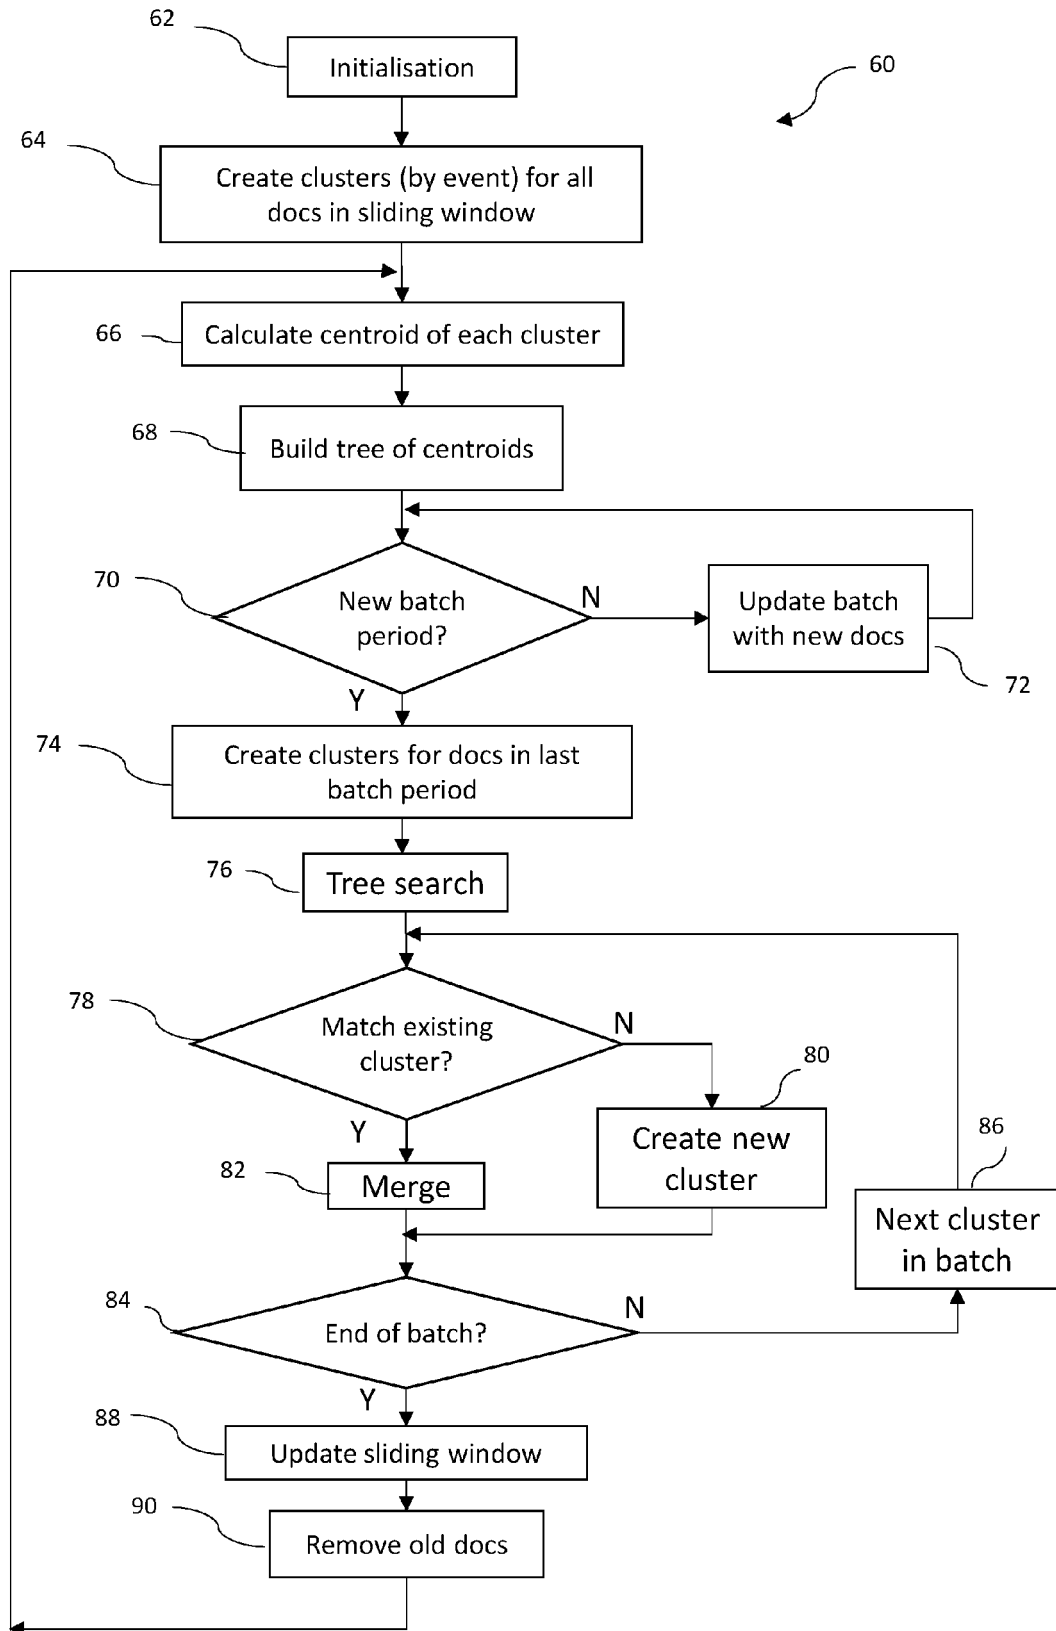 62
Initialisation
60
64
Create clusters (by event) for all
docs in sliding window
66
Calculate centroid of each cluster
68
Build tree of centroids
70
New batch
period?
N
Update batch
with new docs
72
Y
74
Create clusters for docs in last
batch period
76
Tree search
78
Match existing
cluster?
N
80
Create new
cluster
Y
82
Merge
86
Next cluster
in batch
84
End of batch?
N
Y
88
Update sliding window
90
Remove old docs